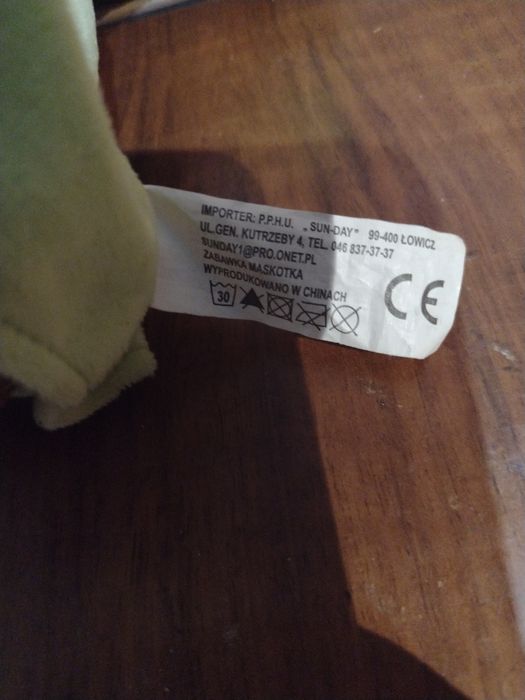 IMPORTER: P.P.H.U. „SUN-DAY" 99-400 ŁOWICZ
UL.GEN. KUTRZEBY 4, TEL. 046 837-37-37
SUNDAY1@PRO.ONET.PL
ZABAWKA MASKOTKA
WYPRODUKOWANO W CHINACH
30
CE